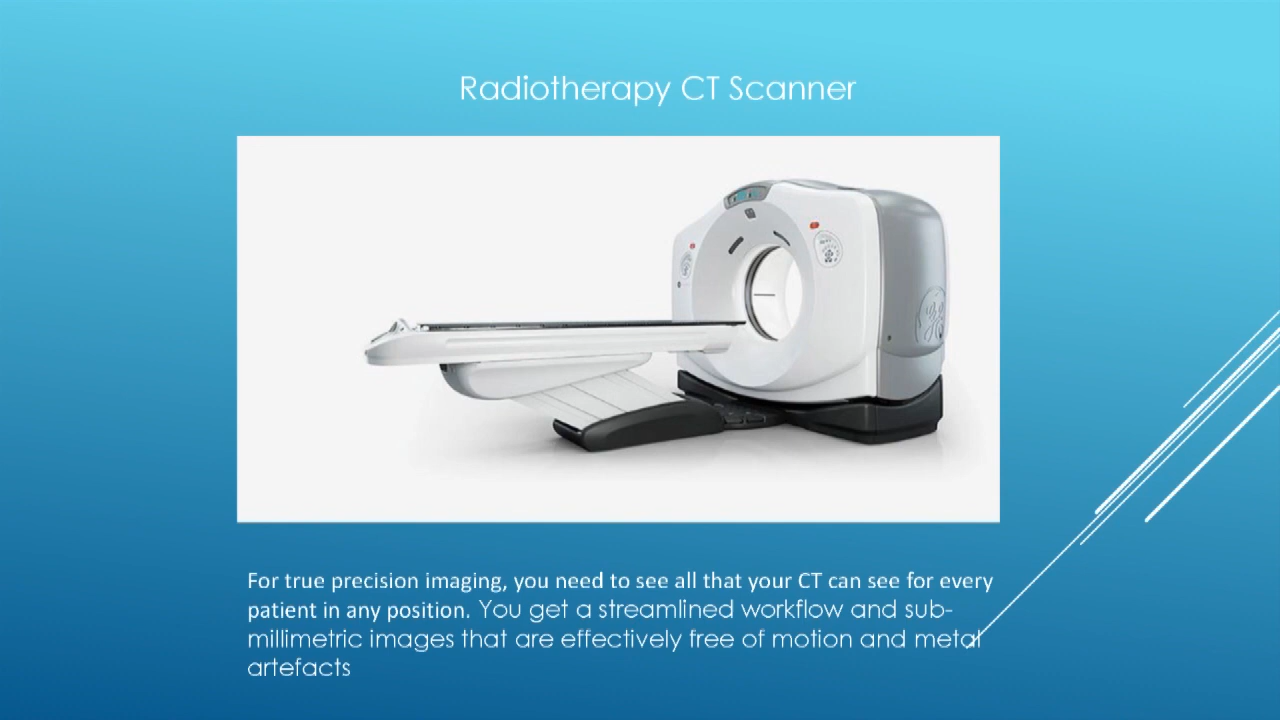 Radiotherapy CT Scanner
For true precision imaging, you need to see all that your CT can see for every
patient in any position. You get a streamlined workflow and sub-
millimetric images that are effectively free of motion and metal
artefacts